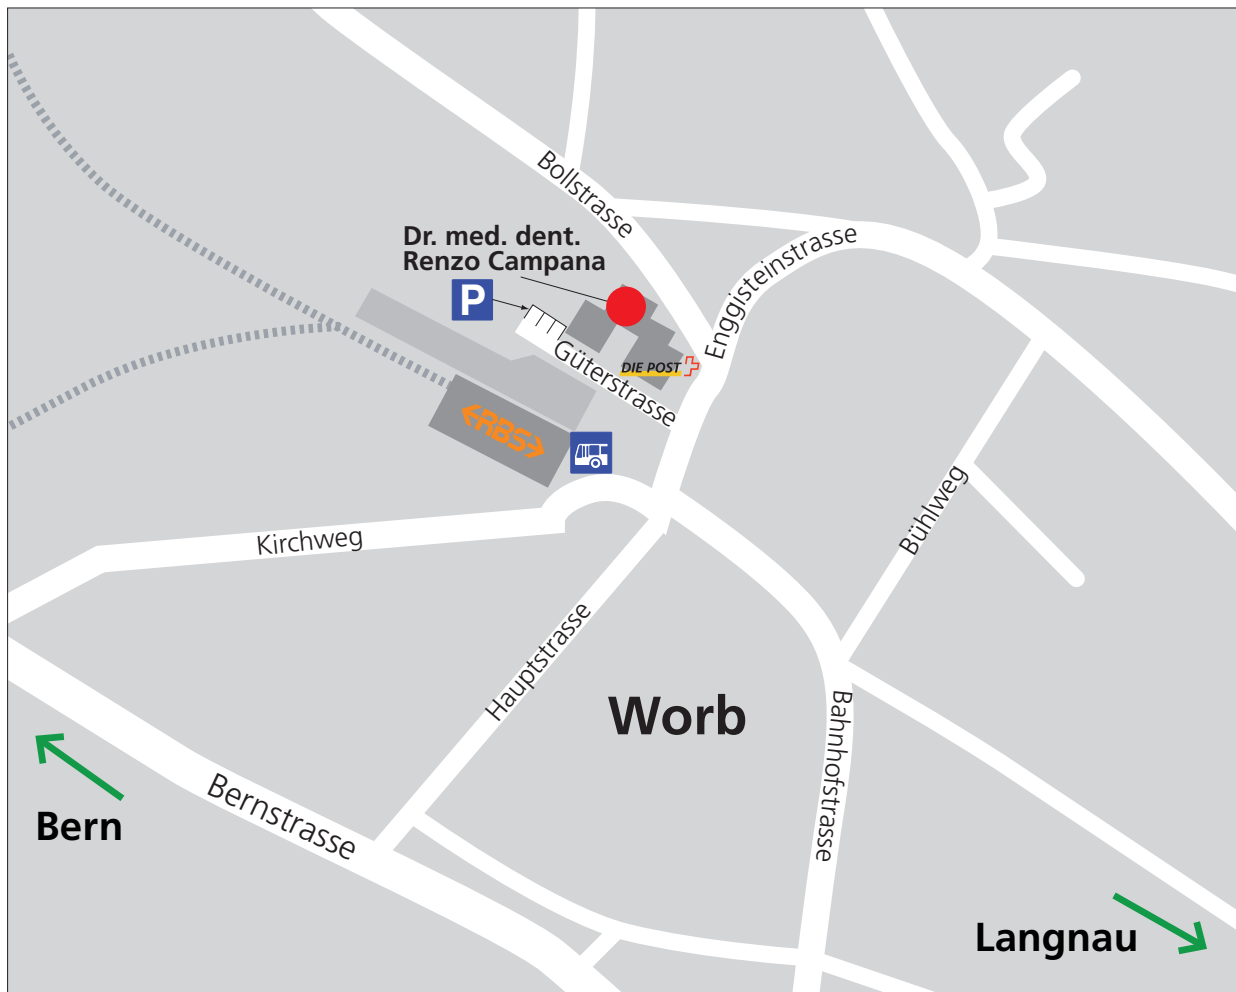 Bollstrasse
Enggisteinstrasse
Dr. med. dent.
Renzo Campana
P
Güterstrasse
DIE POST
RBS
Bühlweg
Kirchweg
Hauptstrasse
Worb
Bahnhofstrasse
Bernstrasse
Bern
Langnau